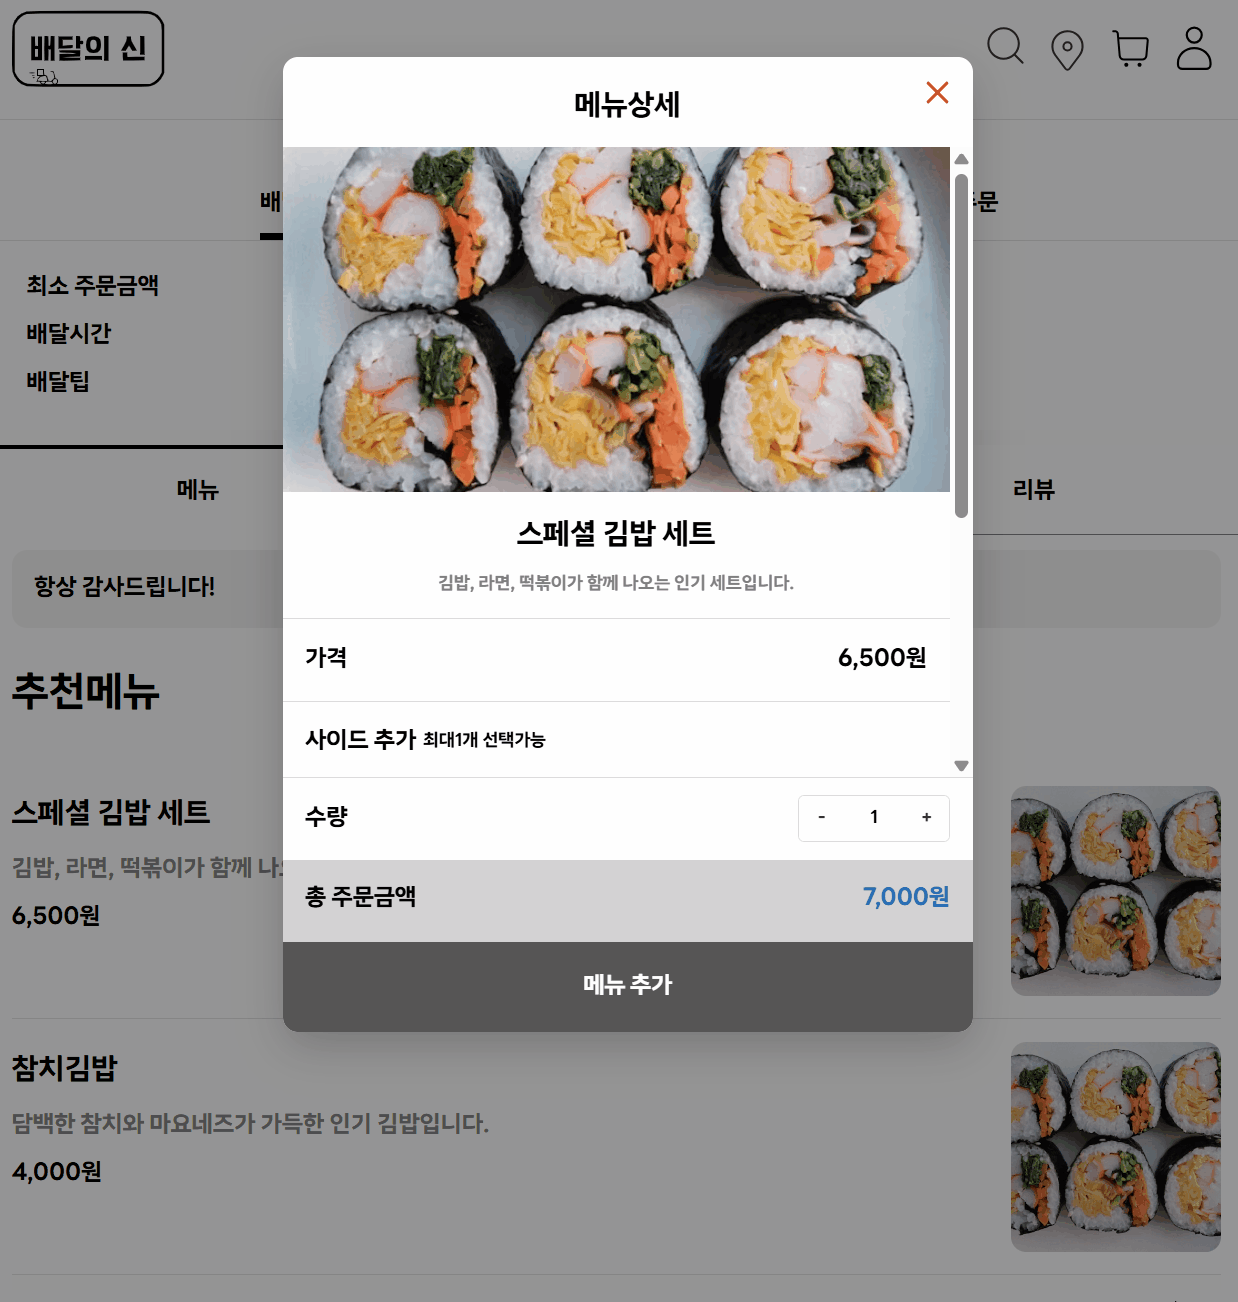 배달의 신
메뉴상세
배
주문
최소 주문금액
배달시간
배달팁
메뉴
리뷰
항상 감사드립니다!
스페셜 김밥 세트
김밥, 라면, 떡볶이가 함께 나오는 인기 세트입니다.
가격
6,500원
사이드 추가 최대1개 선택가능
수량
- 1 +
총 주문금액
7,000원
메뉴 추가
추천메뉴
스페셜 김밥 세트
김밥, 라면, 떡볶이가 함께 나
6,500원
참치김밥
담백한 참치와 마요네즈가 가득한 인기 김밥입니다.
4,000원